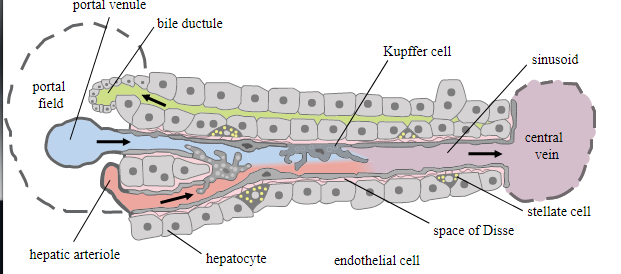 portal venule
bile ductule
Kupffer cell
sinusoid
portal
field
central
vein
stellate cell
space of Disse
hepatic arteriole
hepatocyte
endothelial cell